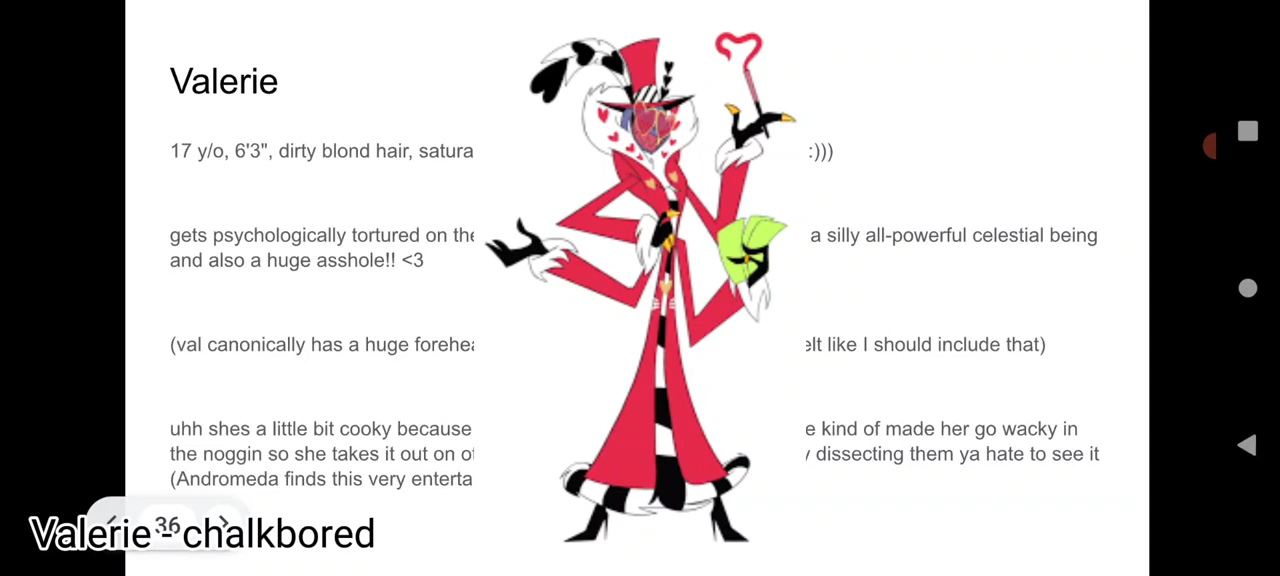 Valerie
17 y/o, 6'3", dirty blond hair, satura :)))
gets psychologically tortured on the a silly all-powerful celestial being
and also a huge asshole!! <3
(val canonically has a huge forehea elt like I should include that)
uhh shes a little bit cooky because e kind of made her go wacky in
the noggin so she takes it out on ot y dissecting them ya hate to see it
(Andromeda finds this very enterta
36
Valerie - chalkbored